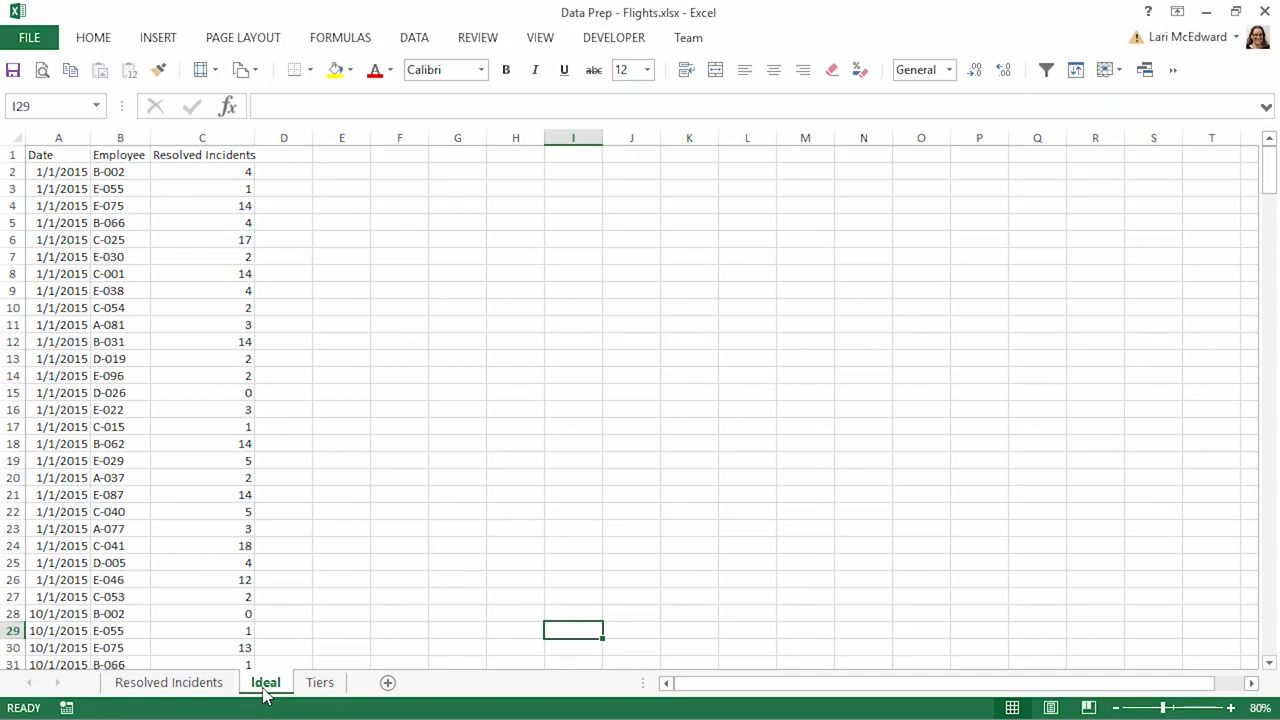 Data Prep - Flights.xlsx - Excel
FILE HOME INSERT PAGE LAYOUT FORMULAS DATA REVIEW VIEW DEVELOPER Team Lari McEdward
Calibri B I U abc 12 General
I29 fx
A B C D E F G H I J K L M N O P Q R S T
1 Date Employee Resolved Incidents
2 1/1/2015 B-002 4
3 1/1/2015 E-055 1
4 1/1/2015 E-075 14
5 1/1/2015 B-066 4
6 1/1/2015 C-025 17
7 1/1/2015 E-030 2
8 1/1/2015 C-001 14
9 1/1/2015 E-038 4
10 1/1/2015 C-054 2
11 1/1/2015 A-081 3
12 1/1/2015 B-031 14
13 1/1/2015 D-019 2
14 1/1/2015 E-096 2
15 1/1/2015 D-026 0
16 1/1/2015 E-022 3
17 1/1/2015 C-015 1
18 1/1/2015 B-062 14
19 1/1/2015 E-029 5
20 1/1/2015 A-037 2
21 1/1/2015 E-087 14
22 1/1/2015 C-040 5
23 1/1/2015 A-077 3
24 1/1/2015 C-041 18
25 1/1/2015 D-005 4
26 1/1/2015 E-046 12
27 1/1/2015 C-053 2
28 10/1/2015 B-002 0
29 10/1/2015 E-055 1
30 10/1/2015 E-075 13
31 10/1/2015 B-066 1
Resolved Incidents Ideal Tiers
READY 80%